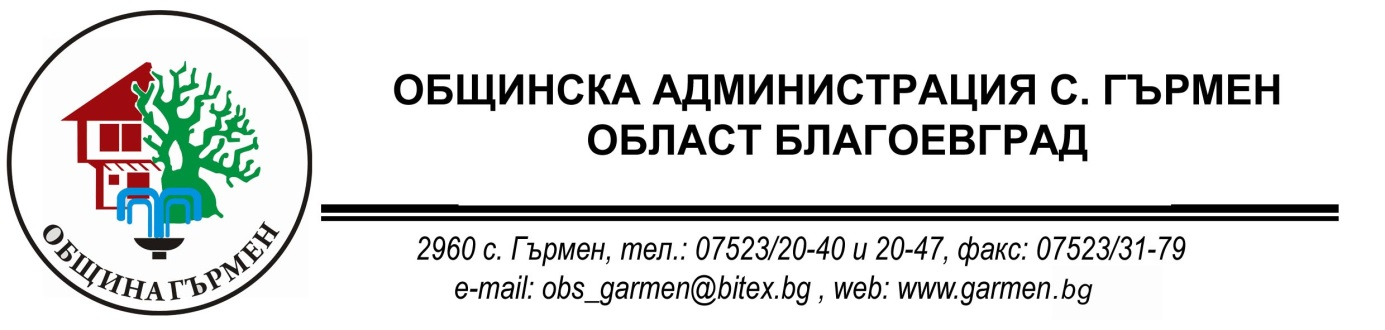 ОБЩИНСКА АДМИНИСТРАЦИЯ С. ГЪРМЕН
ОБЛАСТ БЛАГОЕВГРАД
2960 с. Гърмен, тел.: 07523/20-40 и 20-47, факс: 07523/31-79
e-mail: obs_garmen@bitex.bg , web: www.garmen.bg
ОБЩИНА ГЪРМЕН